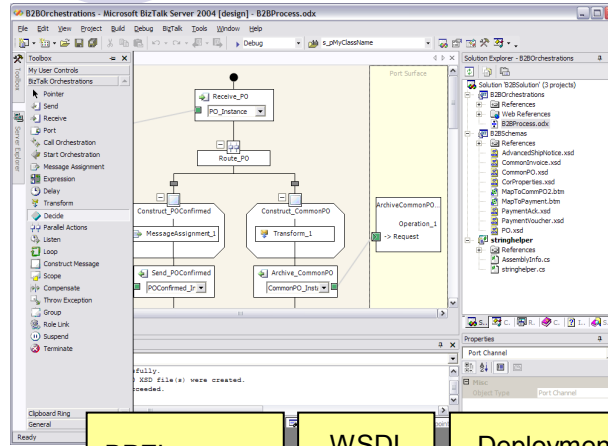 B2BOrchestrations - Microsoft BizTalk Server 2004 [design] - B2BProcess.odx
File Edit View Project Build Debug BizTalk Tools Window Help
Debug s_pMyClassName
Toolbox
My User Controls
BizTalk Orchestrations
Pointer
Send
Receive
Port
Call Orchestration
Start Orchestration
Message Assignment
Expression
Delay
Transform
Decide
Parallel Actions
Listen
Loop
Construct Message
Scope
Compensate
Throw Exception
Group
Role Link
Suspend
Terminate
Clipboard Ring
General
Ready
Toolbox
Server Explorer
Port Surface
Receive_PO
PO_Instance
Route_PO
Construct_POConfirmed
MessageAssignment_1
Send_POConfirmed
POConfirmed_Ir
Construct_CommonPO
Transform_1
Archive_CommonPO
CommonPO_Inst
ArchiveCommonPO...
Operation_1
-> Request
XSD file(s) were created.
Solution Explorer - B2BOrchestrations
Solution 'B2BSolution' (3 projects)
B2BOrchestrations
References
Web References
B2BProcess.odx
B2BSchemas
References
AdvancedShipNotice.xsd
CommonInvoice.xsd
CommonPO.xsd
CorProperties.xsd
MapToCommPO2.btm
MapToPayment.btm
PaymentAck.xsd
PaymentVoucher.xsd
PO.xsd
stringhelper
References
AssemblyInfo.cs
stringhelper.cs
S... C.. R.. C... I.. S
Properties
Port Channel
Misc
Object Type Port Channel
WSDL